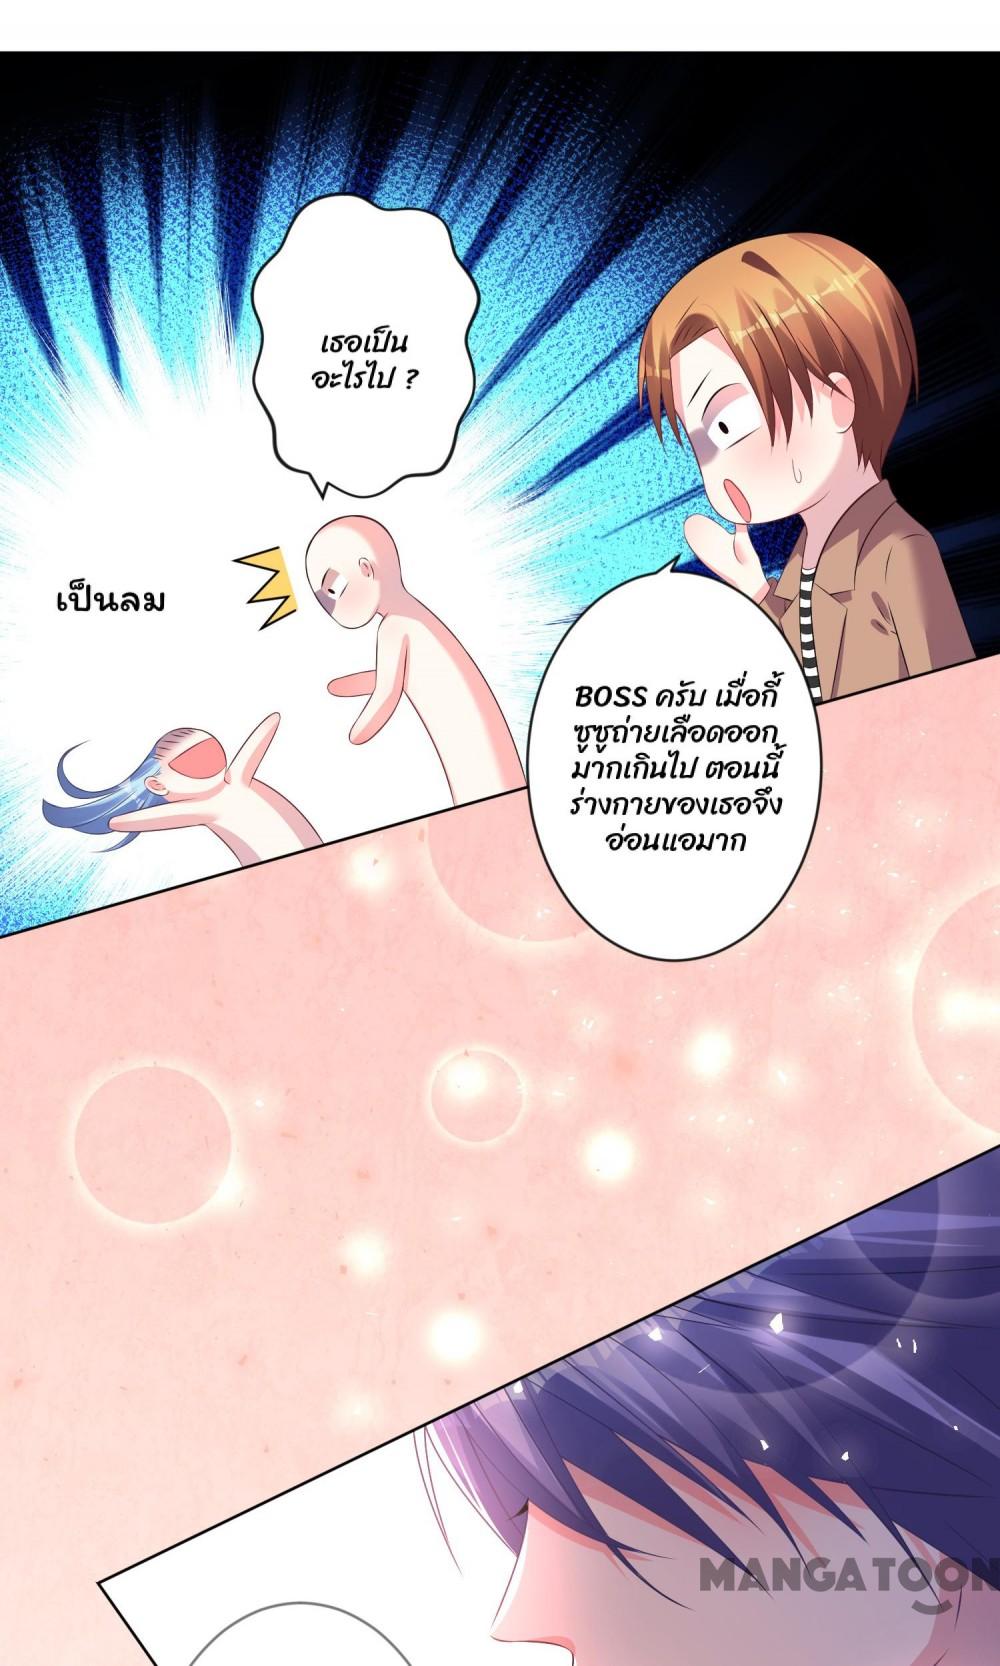 เธอเป็น
อะไรไป ?
เป็นลม
BOSS ครับ เมื่อกี้
ซูซูถ่ายเลือดออก
มากเกินไป ตอนนี้
ร่างกายของเธอจึง
อ่อนแอมาก
MANGATOON